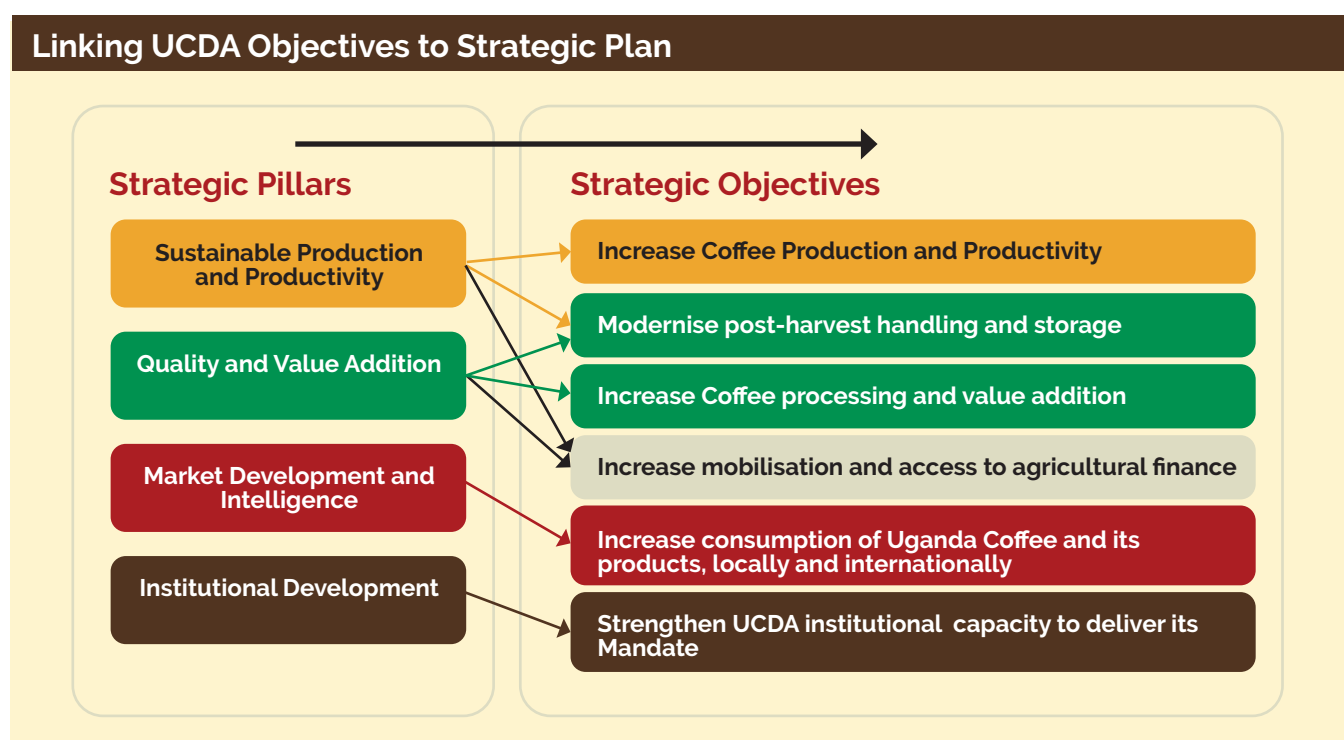 Linking UCDA Objectives to Strategic Plan
Strategic Pillars
Sustainable Production
and Productivity
Quality and Value Addition
Market Development and
Intelligence
Institutional Development
Strategic Objectives
Increase Coffee Production and Productivity
Modernise post-harvest handling and storage
Increase Coffee processing and value addition
Increase mobilisation and access to agricultural finance
Increase consumption of Uganda Coffee and its
products, locally and internationally
Strengthen UCDA institutional capacity to deliver its
Mandate